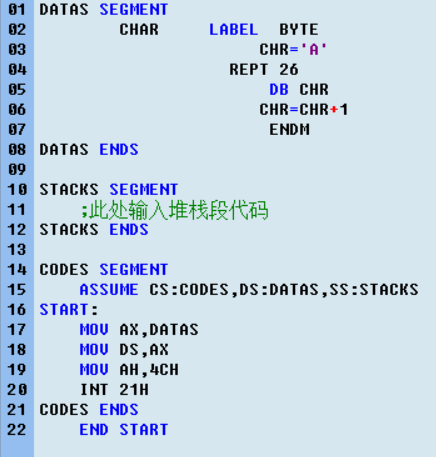 01 DATAS SEGMENT
02 CHAR LABEL BYTE
03 CHR='A'
04 REPT 26
05 DB CHR
06 CHR=CHR+1
07 ENDM
08 DATAS ENDS
09
10 STACKS SEGMENT
11 ;此处输入堆栈段代码
12 STACKS ENDS
13
14 CODES SEGMENT
15 ASSUME CS:CODES,DS:DATAS,SS:STACKS
16 START:
17 MOV AX,DATAS
18 MOV DS,AX
19 MOV AH,4CH
20 INT 21H
21 CODES ENDS
22 END START